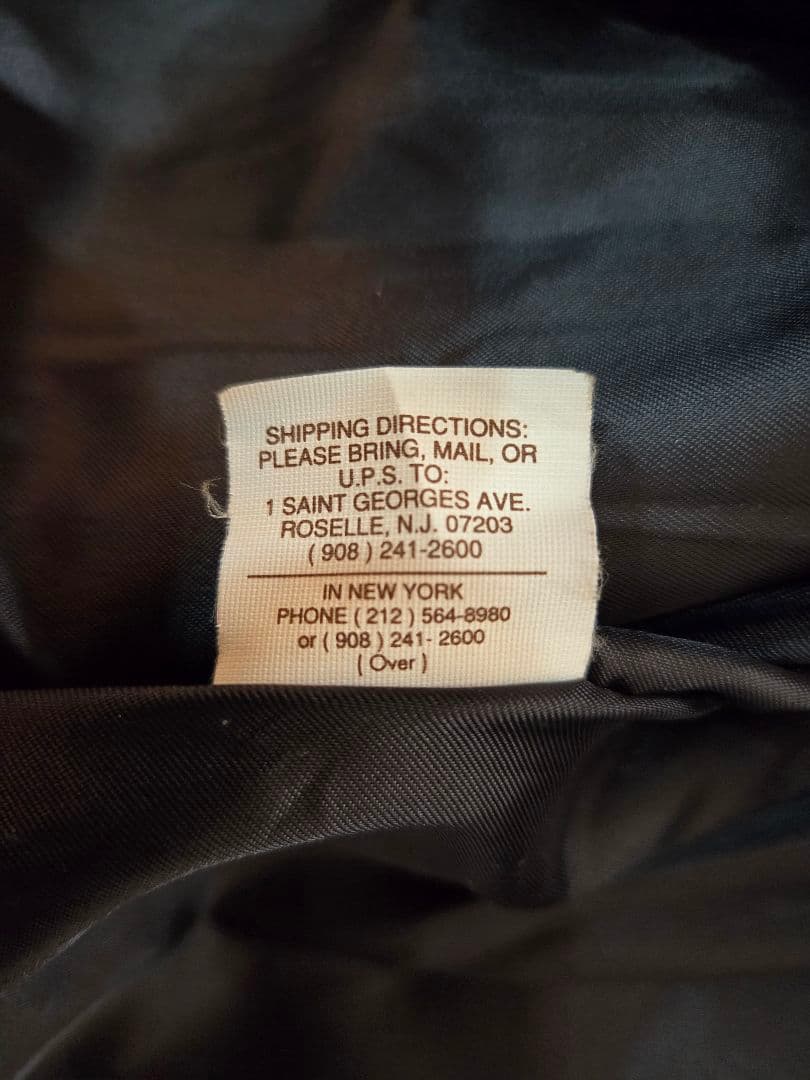 SHIPPING DIRECTIONS:
PLEASE BRING, MAIL, OR
U.P.S. TO:
1 SAINT GEORGES AVE.
ROSELLE, N.J. 07203
( 908 ) 241-2600
IN NEW YORK
PHONE ( 212 ) 564-8980
or ( 908 ) 241- 2600
( Over )